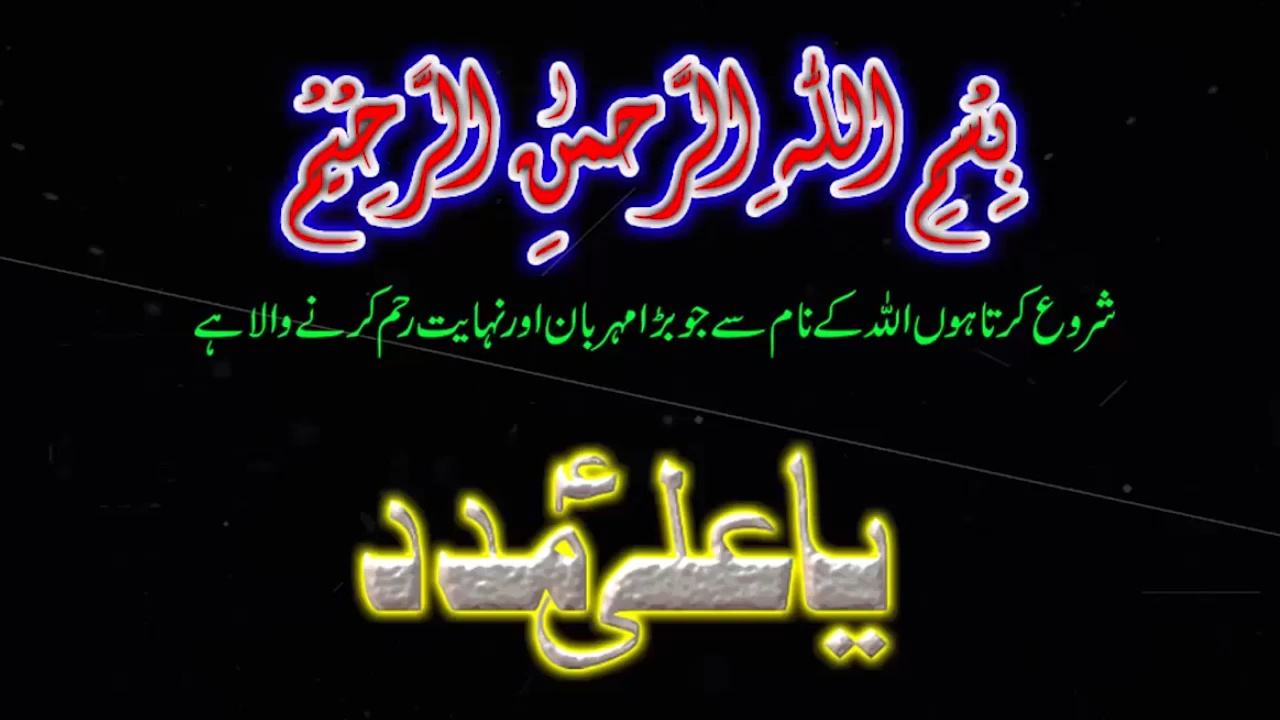 بِسْمِ اللّٰہِ الرَّحمٰنِ الرَّحِیْمُ
شروع کرتا ہوں اللہ کے نام سے جو بڑا مہربان اور نہایت رحم کرنے والا ہے
یا علیؑ مدد